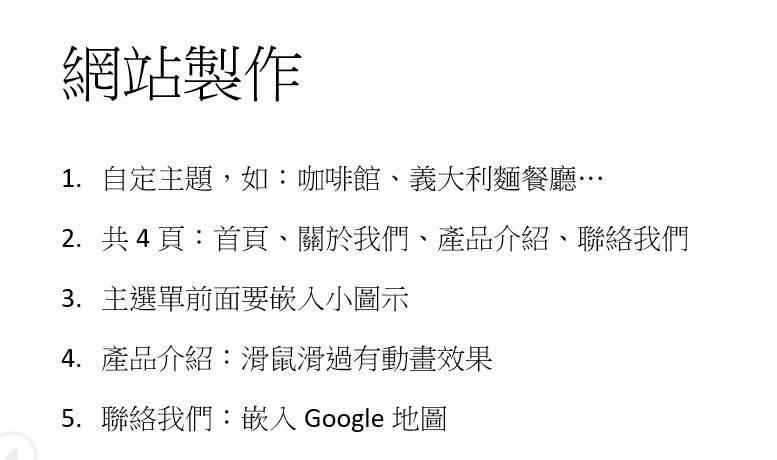 網站製作
1. 自定主題，如：咖啡館、義大利麵餐廳…
2. 共 4 頁：首頁、關於我們、產品介紹、聯絡我們
3. 主選單前面要嵌入小圖示
4. 產品介紹：滑鼠滑過有動畫效果
5. 聯絡我們：嵌入 Google 地圖